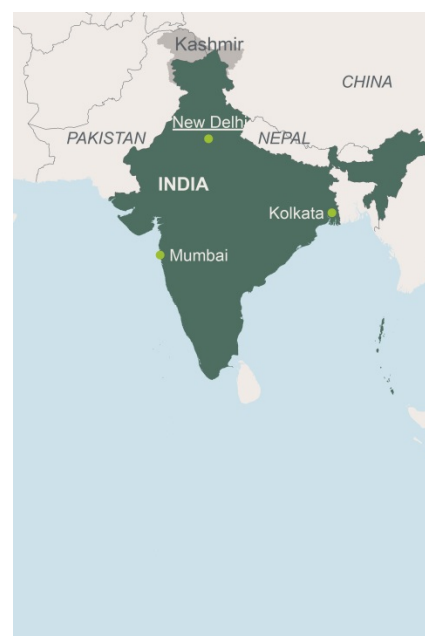 Kashmir
CHINA
New Delhi
PAKISTAN
NEPAL
INDIA
Kolkata
Mumbai